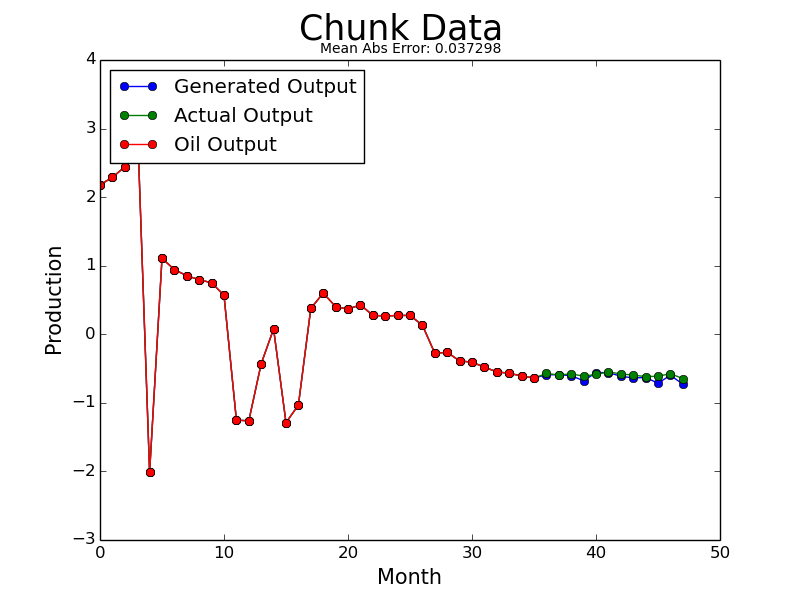 Chunk Data
Mean Abs Error: 0.037298
Generated Output
Actual Output
Oil Output
4
3
2
1
0
−1
−2
−3
Production
0 10 20 30 40 50
Month